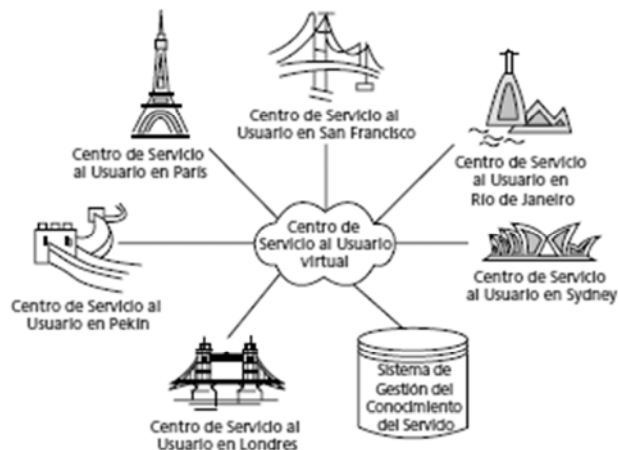 Centro de Servicio al
Usuario en San Francisco
Centro de Servicio
al Usuario en París
Centro de Servicio
al Usuario en
Río de Janeiro
Centro de
Servicio al Usuario
virtual
Centro de Servicio
al Usuario en Sydney
Centro de Servicio al
Usuario en Pekín
Sistema de
Gestión del
Conocimiento
del Servicio
Centro de Servicio al
Usuario en Londres